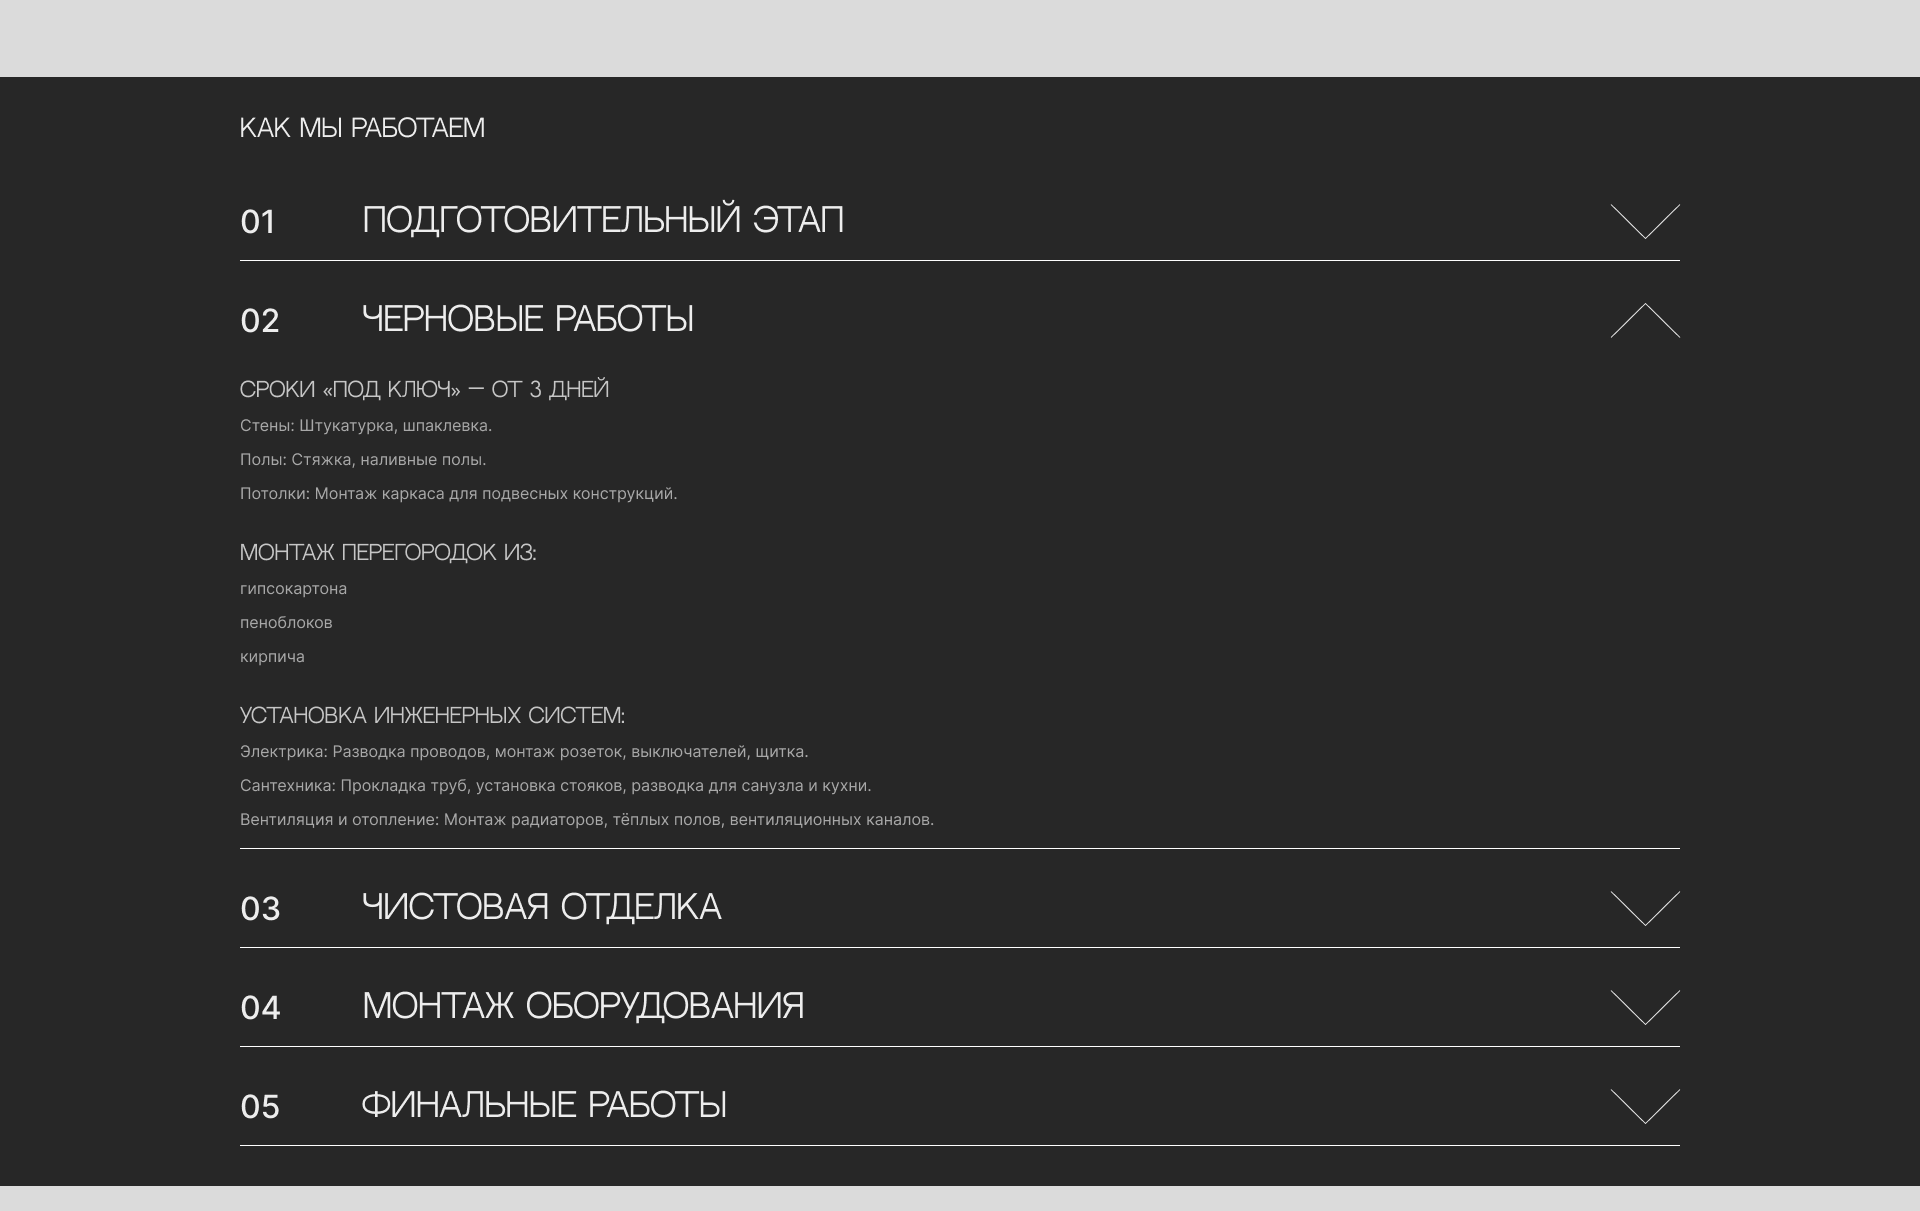 КАК МЫ РАБОТАЕМ
01 ПОДГОТОВИТЕЛЬНЫЙ ЭТАП
02 ЧЕРНОВЫЕ РАБОТЫ
СРОКИ «ПОД КЛЮЧ» — ОТ 3 ДНЕЙ
Стены: Штукатурка, шпаклевка.
Полы: Стяжка, наливные полы.
Потолки: Монтаж каркаса для подвесных конструкций.
МОНТАЖ ПЕРЕГОРОДОК ИЗ:
гипсокартона
пеноблоков
кирпича
УСТАНОВКА ИНЖЕНЕРНЫХ СИСТЕМ:
Электрика: Разводка проводов, монтаж розеток, выключателей, щитка.
Сантехника: Прокладка труб, установка стояков, разводка для санузла и кухни.
Вентиляция и отопление: Монтаж радиаторов, тёплых полов, вентиляционных каналов.
03 ЧИСТОВАЯ ОТДЕЛКА
04 МОНТАЖ ОБОРУДОВАНИЯ
05 ФИНАЛЬНЫЕ РАБОТЫ